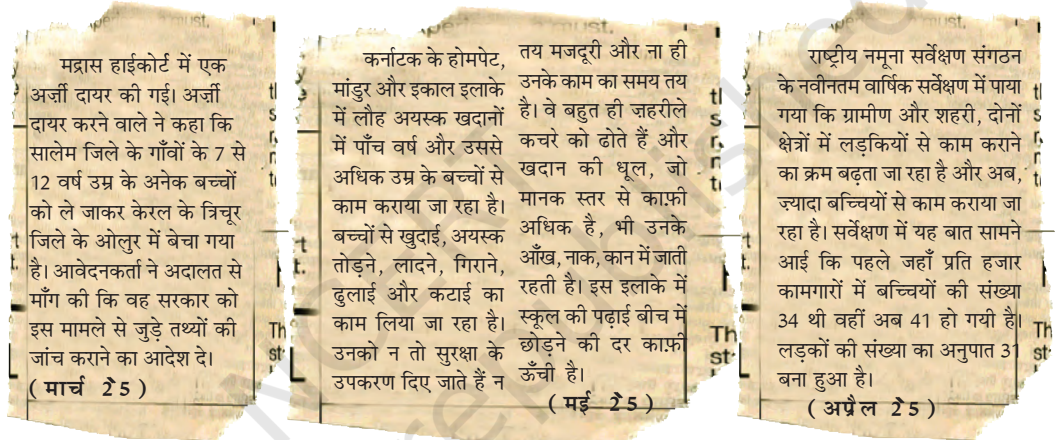 मद्रास हाईकोर्ट में एक
अर्ज़ी दायर की गई। अर्ज़ी
दायर करने वाले ने कहा कि
सालेम जिले के गाँवों के 7 से
12 वर्ष उम्र के अनेक बच्चों
को ले जाकर केरल के त्रिचूर
जिले के ओलुर में बेचा गया
है। आवेदनकर्ता ने अदालत से
माँग की कि वह सरकार को
इस मामले से जुड़े तथ्यों की
जांच कराने का आदेश दे।
(मार्च 25)
कर्नाटक के होमपेट,
मांडुर और इकाल इलाके
में लौह अयस्क खदानों
में पाँच वर्ष और उससे
अधिक उम्र के बच्चों से
काम कराया जा रहा है।
बच्चों से खुदाई, अयस्क
तोड़ने, लादने, गिराने,
ढुलाई और कटाई का
काम लिया जा रहा है।
उनको न तो सुरक्षा के
उपकरण दिए जाते हैं न
तय मजदूरी और ना ही
उनके काम का समय तय
है। वे बहुत ही ज़हरीले
कचरे को ढोते हैं और
खदान की धूल, जो
मानक स्तर से काफ़ी
अधिक है, भी उनके
आँख, नाक, कान में जाती
रहती है। इस इलाके में
स्कूल की पढ़ाई बीच में
छोड़ने की दर काफ़ी
ऊँची है।
(मई 25)
राष्ट्रीय नमूना सर्वेक्षण संगठन
के नवीनतम वार्षिक सर्वेक्षण में पाया
गया कि ग्रामीण और शहरी, दोनों
क्षेत्रों में लड़कियों से काम कराने
का क्रम बढ़ता जा रहा है और अब,
ज़्यादा बच्चियों से काम कराया जा
रहा है। सर्वेक्षण में यह बात सामने
आई कि पहले जहाँ प्रति हजार
कामगारों में बच्चियों की संख्या
34 थी वहीं अब 41 हो गयी है।
लड़कों की संख्या का अनुपात 31
बना हुआ है।
(अप्रैल 25)